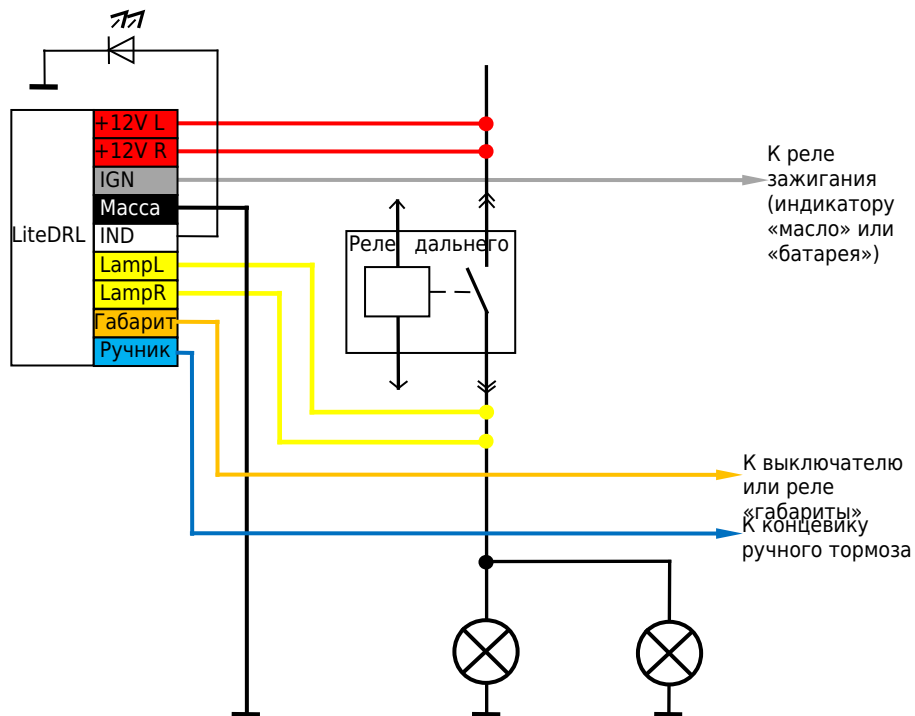 +12V L
+12V R
IGN
Масса
IND
LiteDRL
LampL
LampR
Габарит
Ручник
Реле дальнего
К реле
зажигания
(индикатору
«масло» или
«батарея»)
К выключателю
или реле
«габариты»
К концевику
ручного тормоза